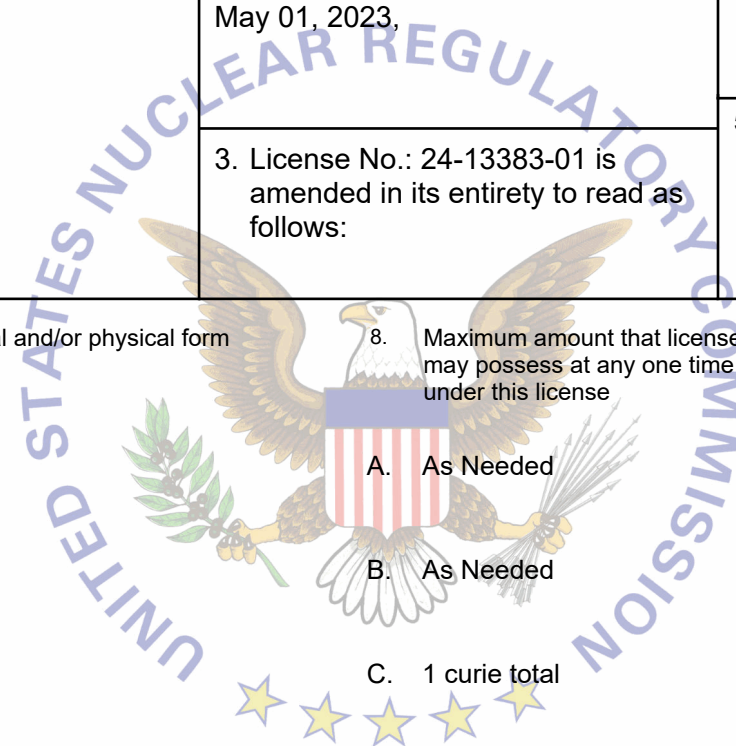 May 01, 2023,
3. License No.: 24-13383-01 is
amended in its entirety to read as
follows:
and/or physical form
8. Maximum amount that license
may possess at any one time
under this license
A. As Needed
B. As Needed
C. 1 curie total
UNITED STATES NUCLEAR REGULATORY COMMISSION